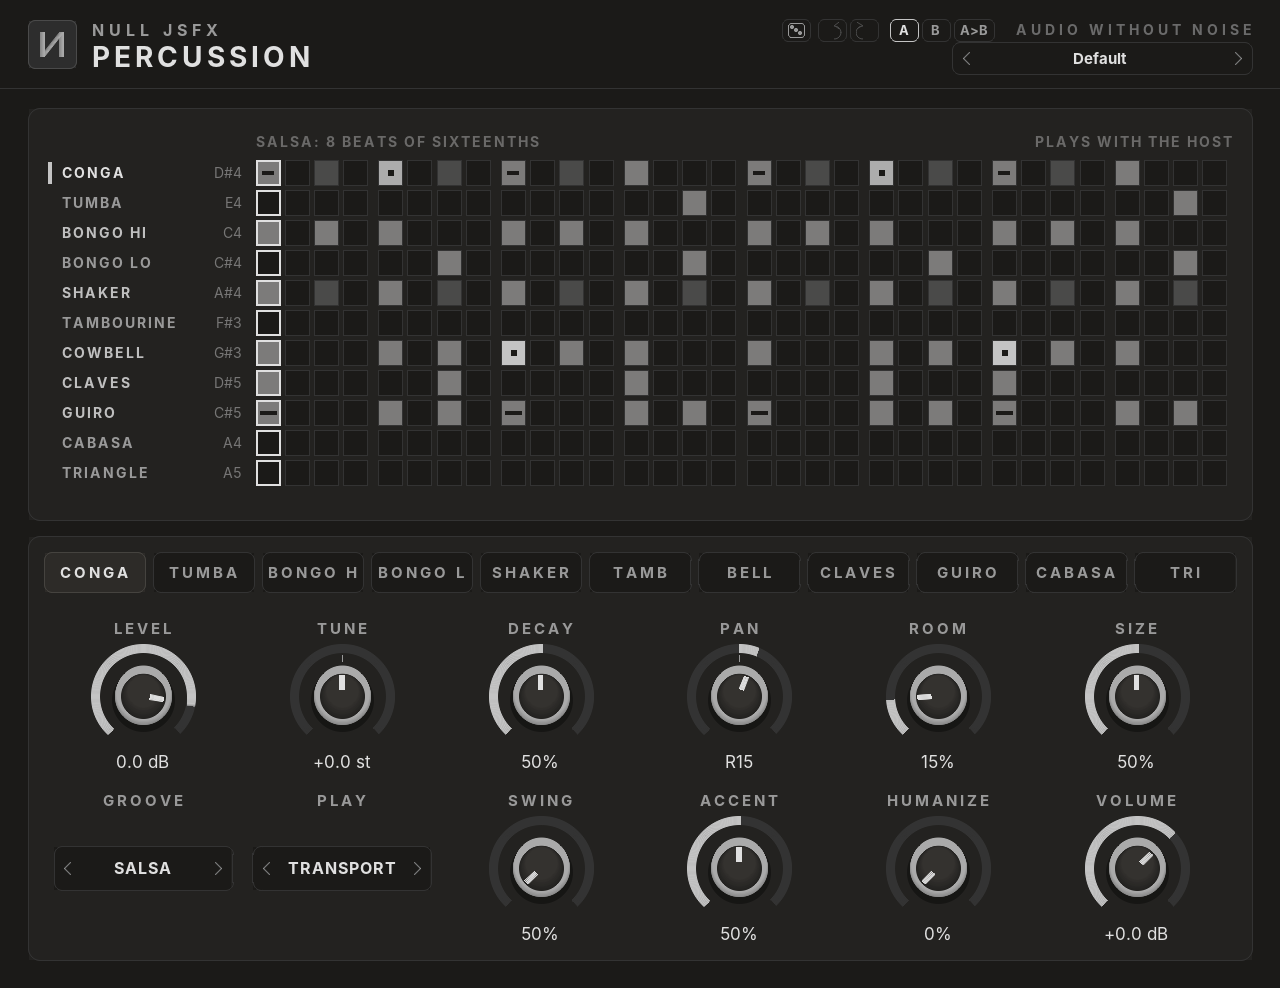 NULL JSFX
PERCUSSION
A B A>B AUDIO WITHOUT NOISE
Default
SALSA: 8 BEATS OF SIXTEENTHS PLAYS WITH THE HOST
CONGA D#4
TUMBA E4
BONGO HI C4
BONGO LO C#4
SHAKER A#4
TAMBOURINE F#3
COWBELL G#3
CLAVES D#5
GUIRO C#5
CABASA A4
TRIANGLE A5
CONGA TUMBA BONGO H BONGO L SHAKER TAMB BELL CLAVES GUIRO CABASA TRI
LEVEL TUNE DECAY PAN ROOM SIZE
0.0 dB +0.0 st 50% R15 15% 50%
GROOVE PLAY SWING ACCENT HUMANIZE VOLUME
SALSA TRANSPORT
50% 50% 0% +0.0 dB